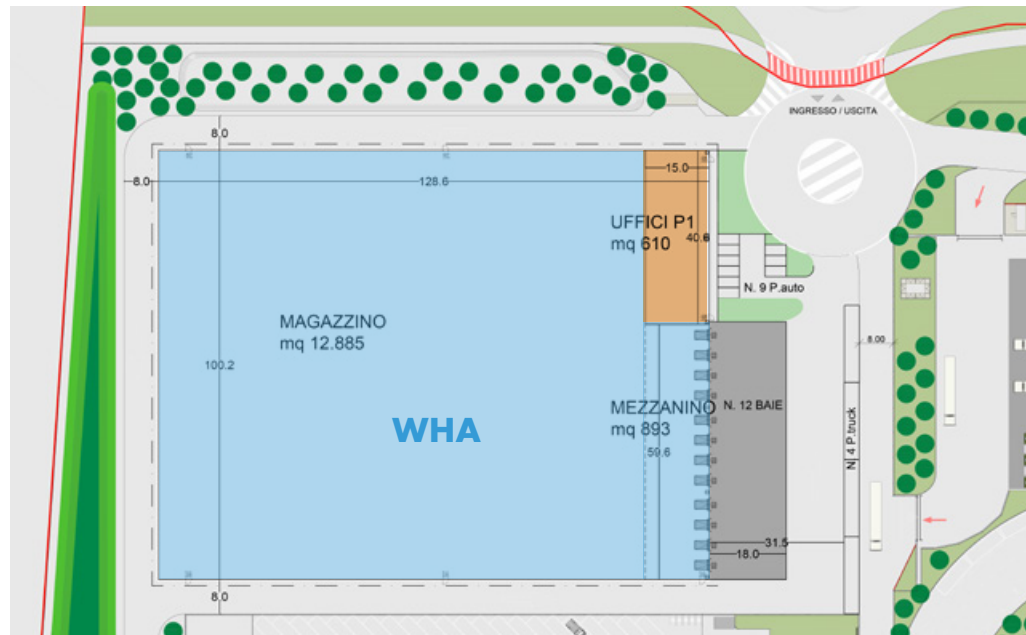 INGRESSO / USCITA
8.0
8.0
128.6
15.0
UFFICI P1
mq 610
40.6
N. 9 P.auto
MAGAZZINO
mq 12.885
8.00
100.2
MEZZANINO
mq 893
N. 12 BAIE
WHA
59.6
N. 4 P.truck
31.5
18.0
8.0